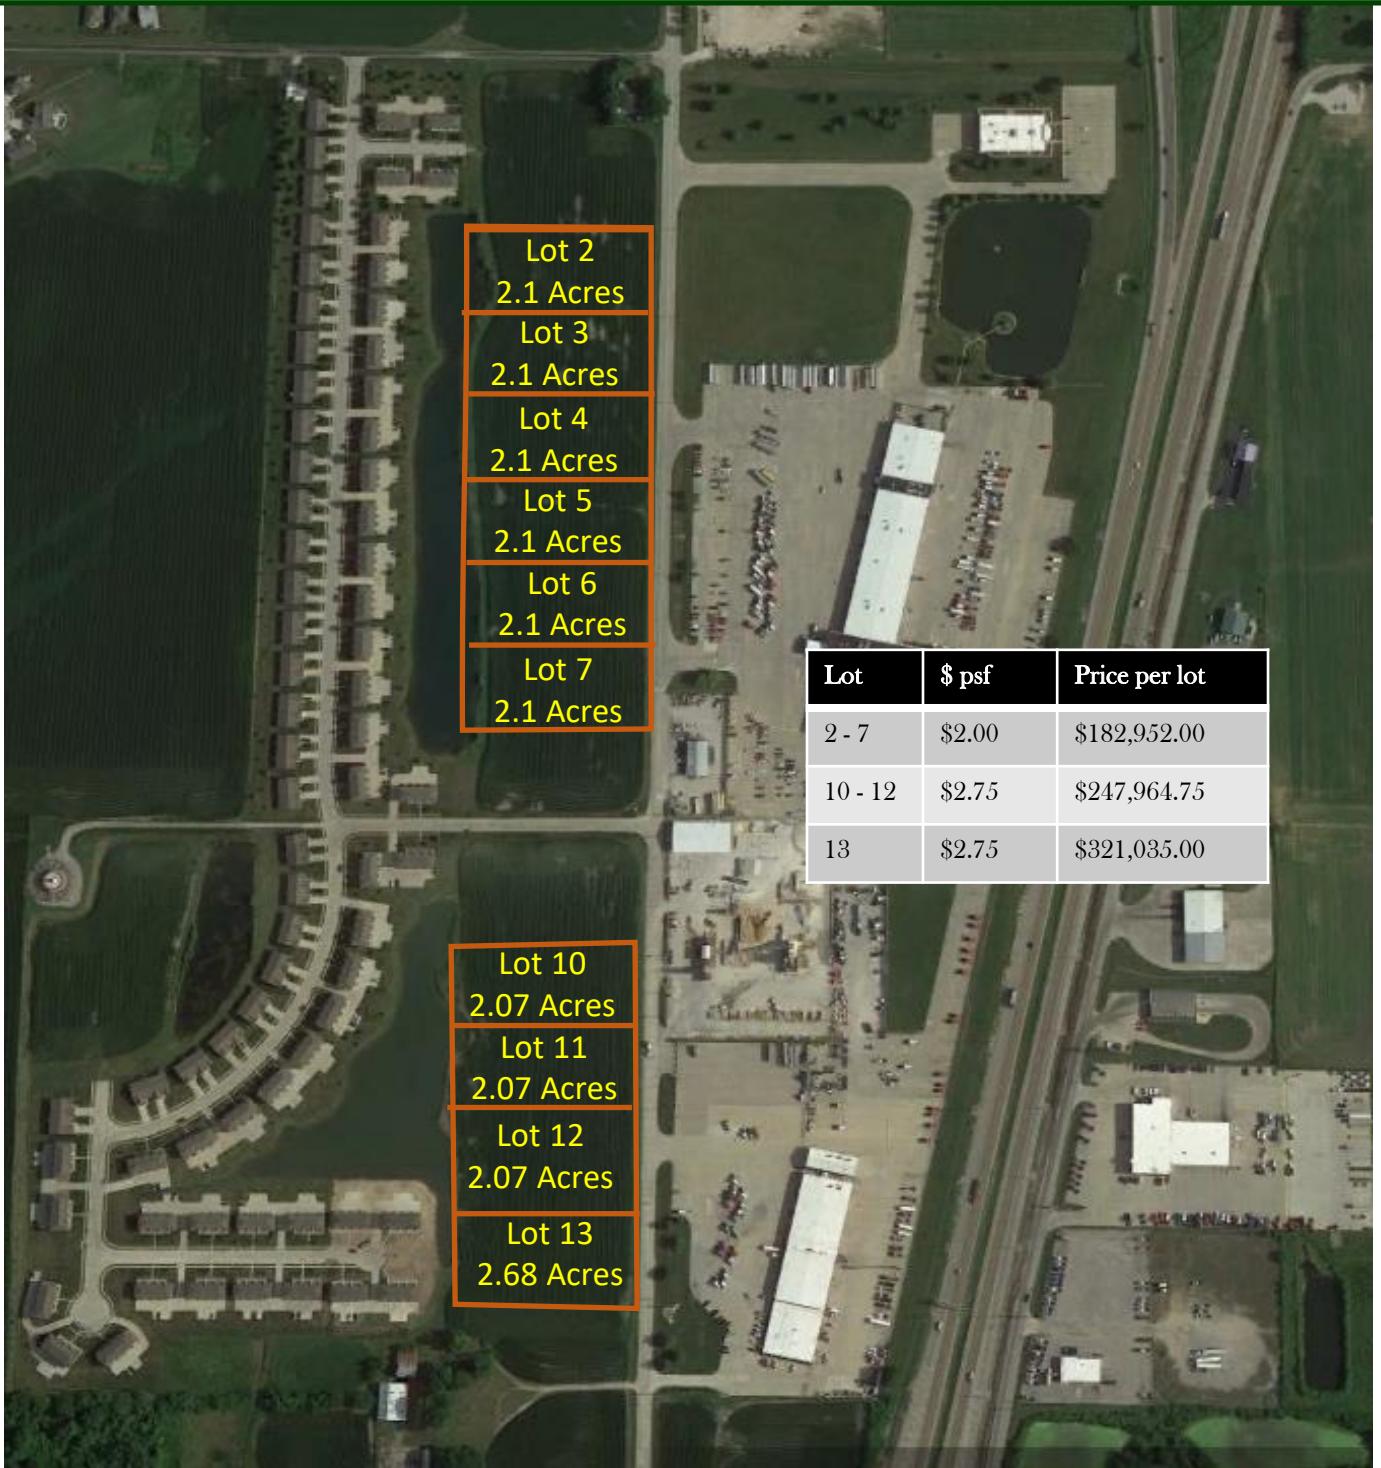 Lot 2
2.1 Acres
Lot 3
2.1 Acres
Lot 4
2.1 Acres
Lot 5
2.1 Acres
Lot 6
2.1 Acres
Lot 7
2.1 Acres
Lot $ psf Price per lot
2 - 7 $2.00 $182,952.00
10 - 12 $2.75 $247,964.75
13 $2.75 $321,035.00
Lot 10
2.07 Acres
Lot 11
2.07 Acres
Lot 12
2.07 Acres
Lot 13
2.68 Acres